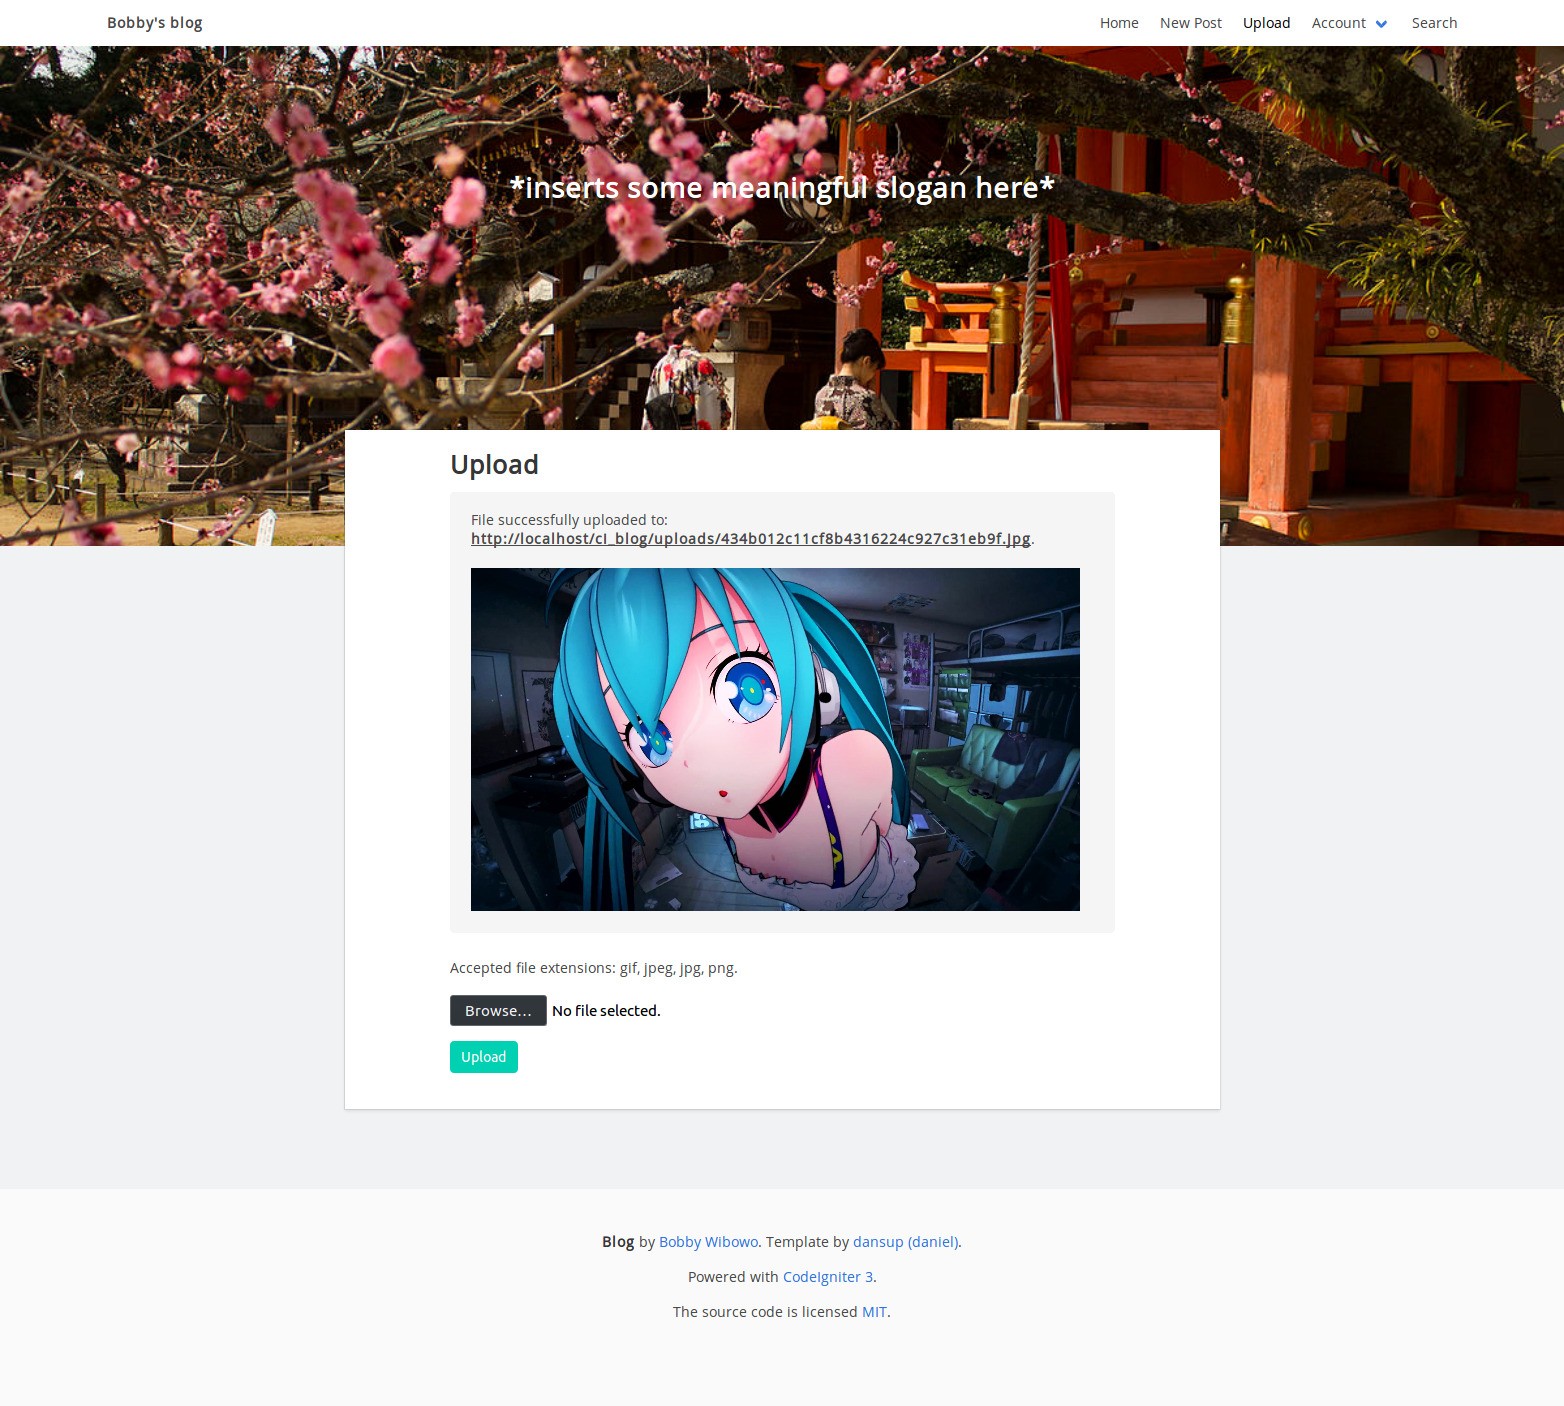 Bobby's blog
Home New Post Upload Account Search
*inserts some meaningful slogan here*
Upload
File successfully uploaded to:
http://localhost/ci_blog/uploads/434b012c11cf8b4316224c927c31eb9f.jpg.
Accepted file extensions: gif, jpeg, jpg, png.
Browse... No file selected.
Upload
Blog by Bobby Wibowo. Template by dansup (daniel).
Powered with CodeIgniter 3.
The source code is licensed MIT.